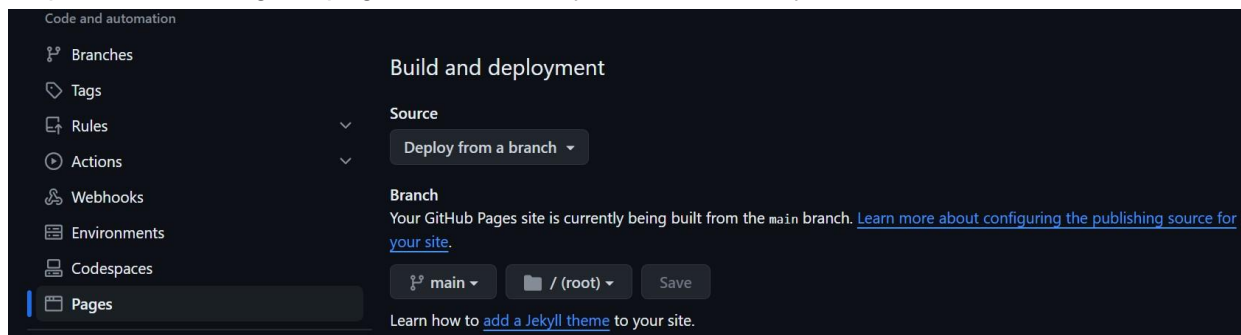 Code and automation
Branches
Tags
Rules
Actions
Webhooks
Environments
Codespaces
Pages
Build and deployment
Source
Deploy from a branch
Branch
Your GitHub Pages site is currently being built from the main branch. Learn more about configuring the publishing source for
your site.
main / (root) Save
Learn how to add a Jekyll theme to your site.